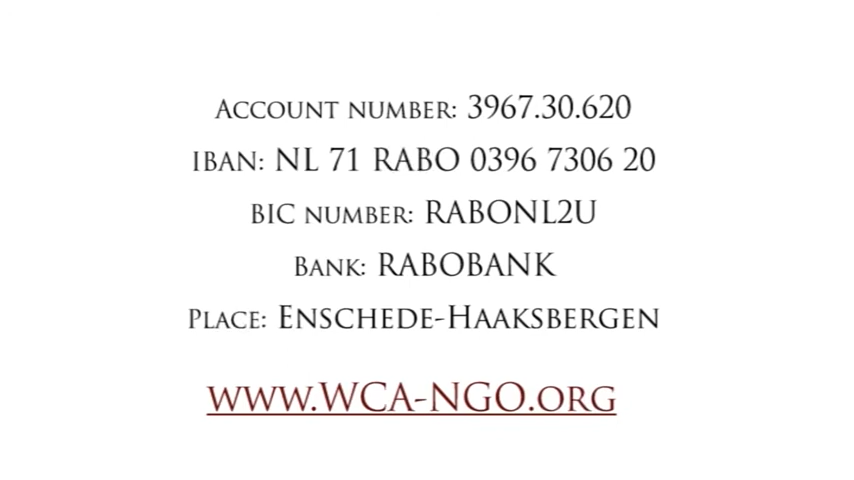 Account number: 3967.30.620
IBAN: NL 71 RABO 0396 7306 20
BIC number: RABONL2U
Bank: RABOBANK
Place: Enschede-Haaksbergen
www.WCA-NGO.org